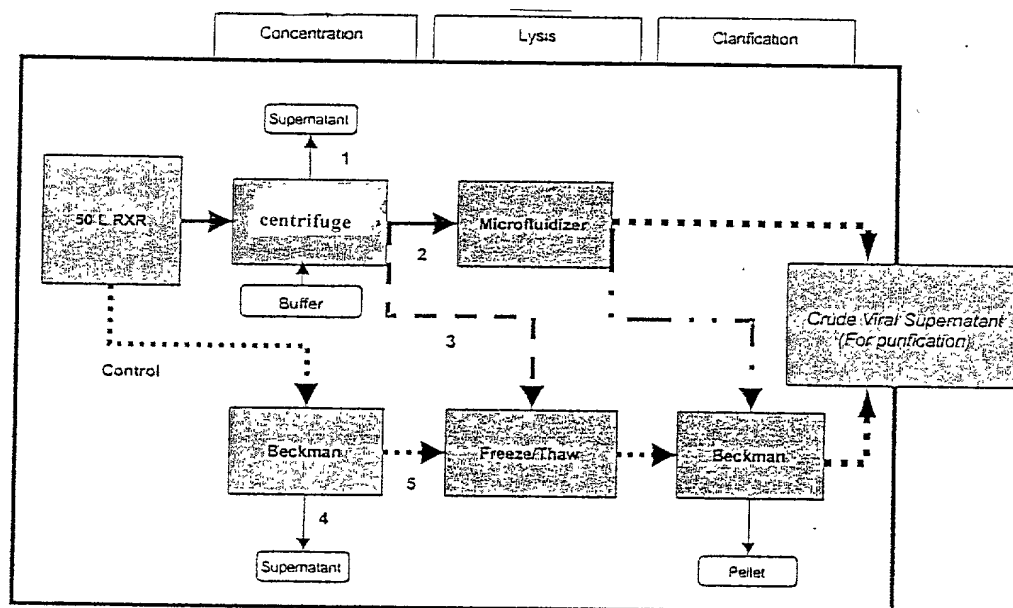 Concentration
Lysis
Clarification
Supernatant
1
50 L RXR
centrifuge
2
Microfluidizer
Buffer
3
Crude Viral Supernatant
(For purification)
Control
Beckman
5
Freeze/Thaw
Beckman
4
Supernatant
Pellet